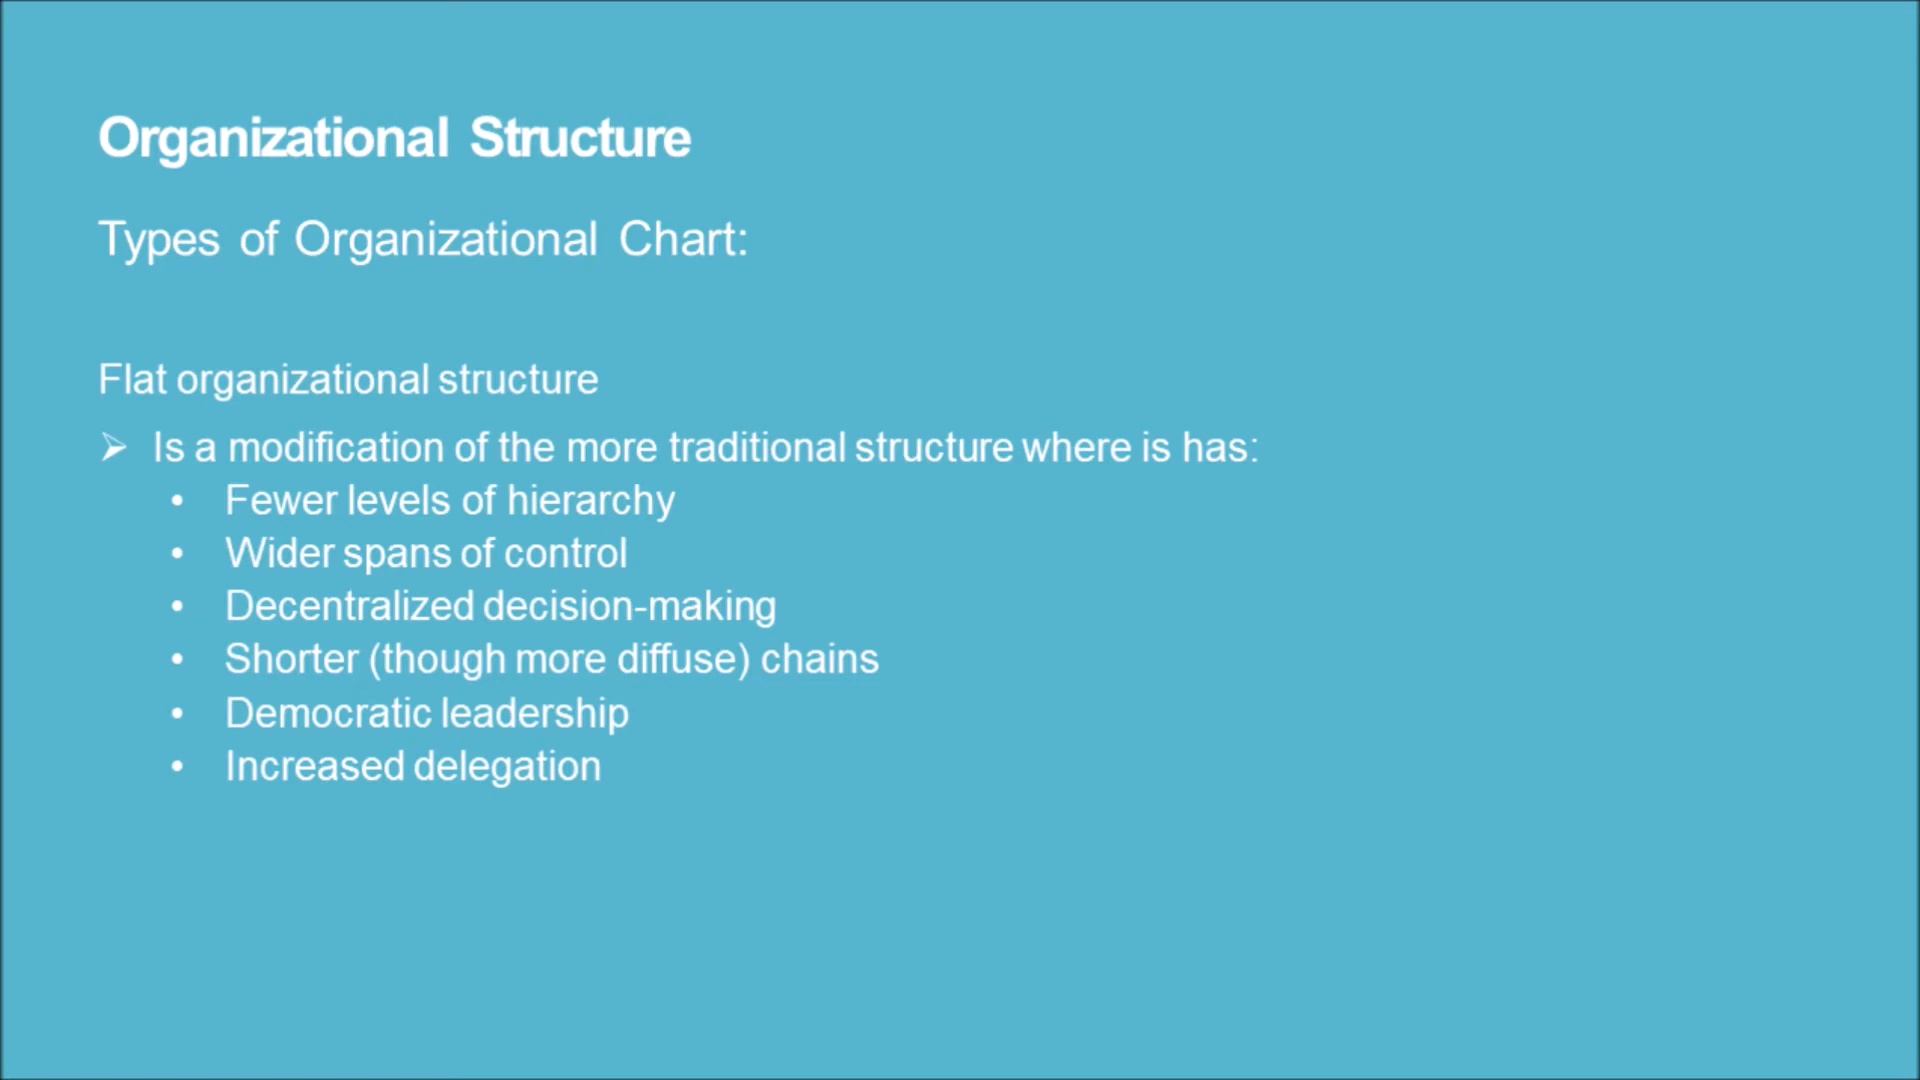 Organizational Structure
Types of Organizational Chart:
Flat organizational structure
➢ Is a modification of the more traditional structure where is has:
• Fewer levels of hierarchy
• Wider spans of control
• Decentralized decision-making
• Shorter (though more diffuse) chains
• Democratic leadership
• Increased delegation